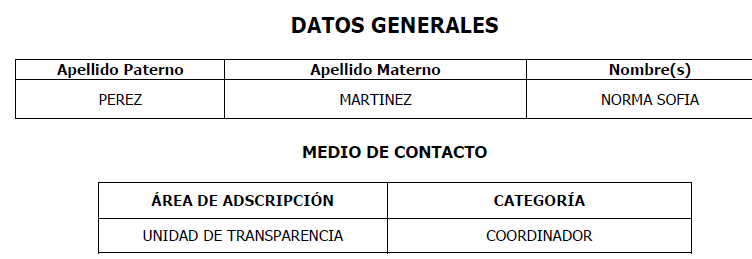 DATOS GENERALES
Apellido Paterno Apellido Materno Nombre(s)
PEREZ MARTINEZ NORMA SOFIA
MEDIO DE CONTACTO
ÁREA DE ADSCRIPCIÓN CATEGORÍA
UNIDAD DE TRANSPARENCIA COORDINADOR